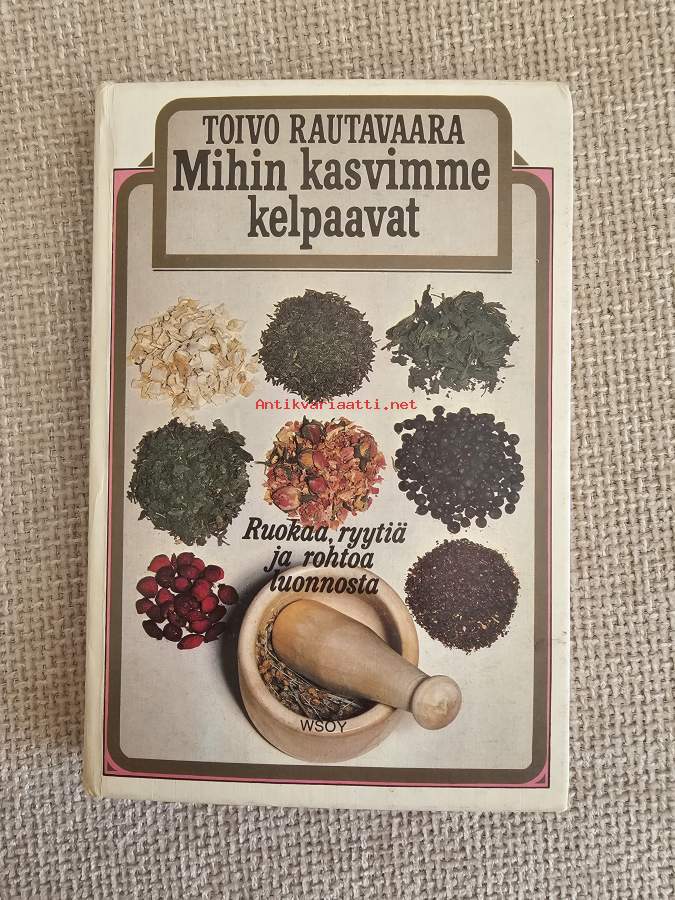 TOIVO RAUTAVAARA
Mihin kasvimme
kelpaavat
Antikvariaatti.net
Ruokaa, ryytiä
ja rohtoa
luonnosta
WSOY